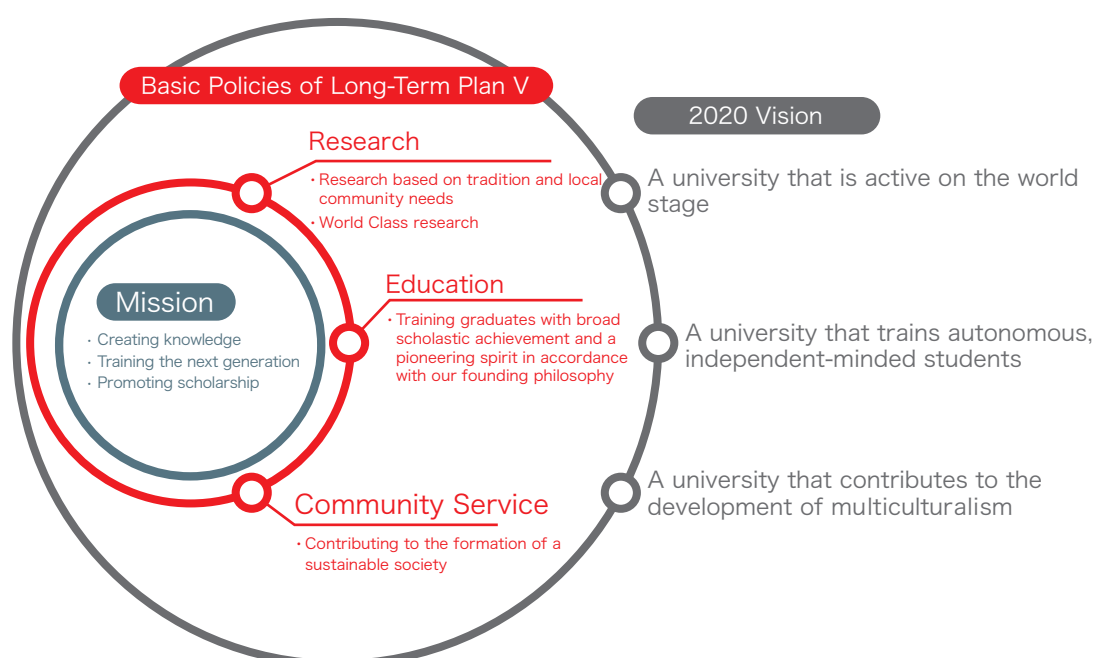 Basic Policies of Long-Term Plan V
2020 Vision
Research
· Research based on tradition and local
community needs
· World Class research
A university that is active on the world
stage
Education
· Training graduates with broad
scholastic achievement and a
pioneering spirit in accordance
with our founding philosophy
A university that trains autonomous,
independent-minded students
Mission
· Creating knowledge
· Training the next generation
· Promoting scholarship
Community Service
· Contributing to the formation of a
sustainable society
A university that contributes to the
development of multiculturalism